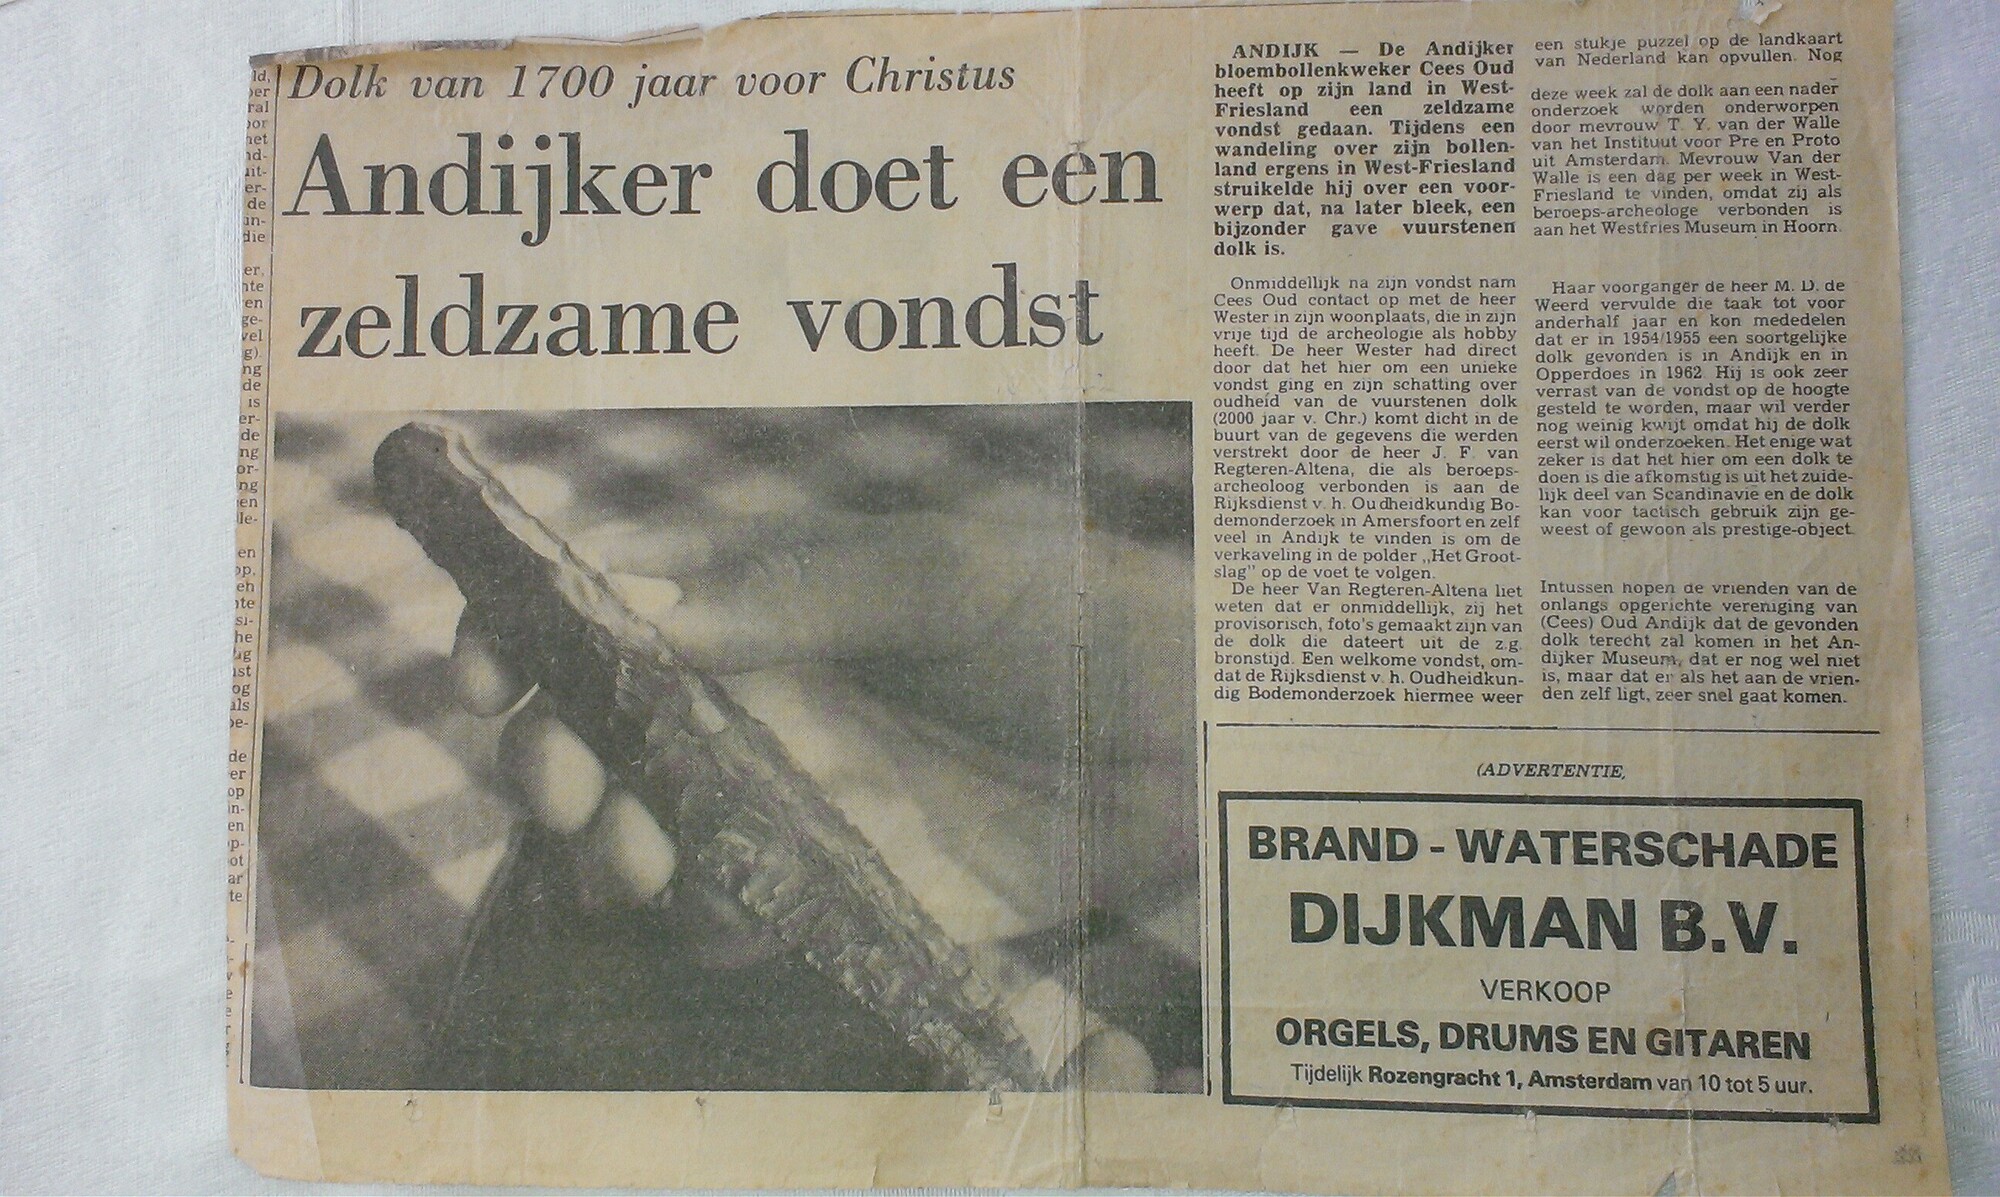 Dolk van 1700 jaar voor Christus
Andijker doet een
zeldzame vondst
ANDIJK — De Andijker
bloembollenkweker Cees Oud
heeft op zijn land in West-
Friesland een zeldzame
vondst gedaan. Tijdens een
wandeling over zijn bollen-
land ergens in West-Friesland
struikelde hij over een voor-
werp dat, na later bleek, een
bijzonder gave vuurstenen
dolk is.
Onmiddellijk na zijn vondst nam
Cees Oud contact op met de heer
Wester in zijn woonplaats, die in zijn
vrije tijd de archeologie als hobby
heeft. De heer Wester had direct
door dat het hier om een unieke
vondst ging en zijn schatting over
oudheid van de vuurstenen dolk
(2000 jaar v. Chr.) komt dicht in de
buurt van de gegevens die werden
verstrekt door de heer J. F. van
Regteren-Altena, die als beroeps-
archeoloog verbonden is aan de
Rijksdienst v. h. Oudheidkundig Bo-
demonderzoek in Amersfoort en zelf
veel in Andijk te vinden is om de
verkaveling in de polder „Het Groot-
slag" op de voet te volgen.
De heer Van Regteren-Altena liet
weten dat er onmiddellijk, zij het
provisorisch, foto's gemaakt zijn van
de dolk die dateert uit de z.g.
bronstijd. Een welkome vondst, om-
dat de Rijksdienst v. h. Oudheidkun-
dig Bodemonderzoek hiermee weer
een stukje puzzel op de landkaart
van Nederland kan opvullen. Nog
deze week zal de dolk aan een nader
onderzoek worden onderworpen
door mevrouw T. Y. van der Walle
van het Instituut voor Pre en Proto
uit Amsterdam. Mevrouw Van der
Walle is een dag per week in West-
Friesland te vinden, omdat zij als
beroeps-archeologe verbonden is
aan het Westfries Museum in Hoorn.
Haar voorganger de heer M. D. de
Weerd vervulde die taak tot voor
anderhalf jaar en kon mededelen
dat er in 1954/1955 een soortgelijke
dolk gevonden is in Andijk en in
Opperdoes in 1962. Hij is ook zeer
verrast van de vondst op de hoogte
gesteld te worden, maar wil verder
nog weinig kwijt omdat hij de dolk
eerst wil onderzoeken. Het enige wat
zeker is dat het hier om een dolk te
doen is die afkomstig is uit het zuide-
lijk deel van Scandinavië en de dolk
kan voor tactisch gebruik zijn ge-
weest of gewoon als prestige-object.
Intussen hopen de vrienden van de
onlangs opgerichte vereniging van
(Cees) Oud Andijk dat de gevonden
dolk terecht zal komen in het An-
dijker Museum, dat er nog wel niet
is, maar dat er als het aan de vrien-
den zelf ligt, zeer snel gaat komen.
(ADVERTENTIE,
BRAND - WATERSCHADE
DIJKMAN B.V.
VERKOOP
ORGELS, DRUMS EN GITAREN
Tijdelijk Rozengracht 1, Amsterdam van 10 tot 5 uur.